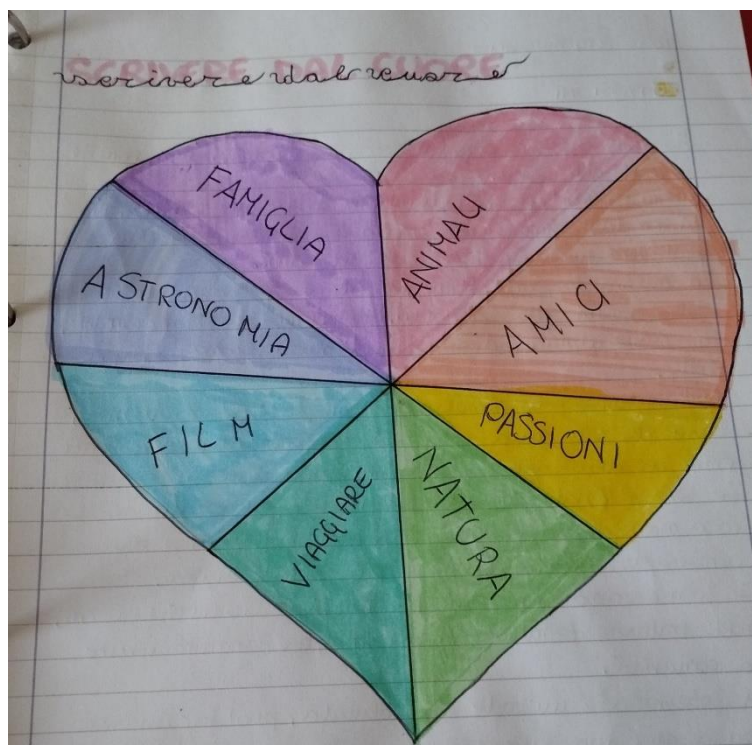 scrivere dal cuore
FAMIGLIA
ANIMALI
ASTRONOMIA
AMICI
FILM
PASSIONI
VIAGGIARE
NATURA